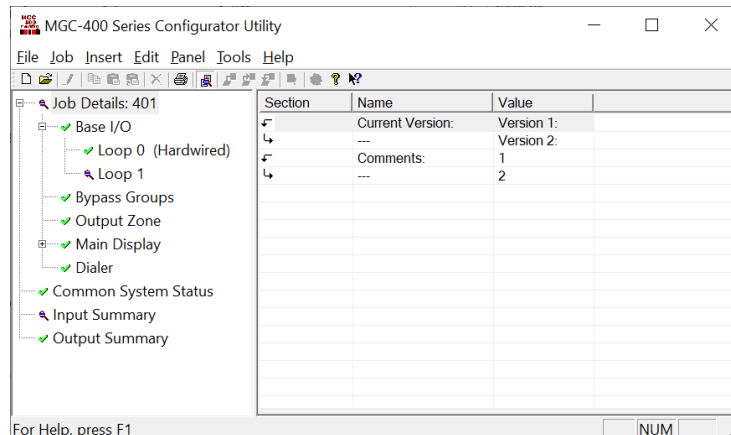 MGC-400 Series Configurator Utility
File Job Insert Edit Panel Tools Help
Job Details: 401
Base I/O
Loop 0 (Hardwired)
Loop 1
Bypass Groups
Output Zone
Main Display
Dialer
Common System Status
Input Summary
Output Summary
Section Name Value
Current Version: Version 1:
--- Version 2:
Comments: 1
--- 2
For Help, press F1
NUM